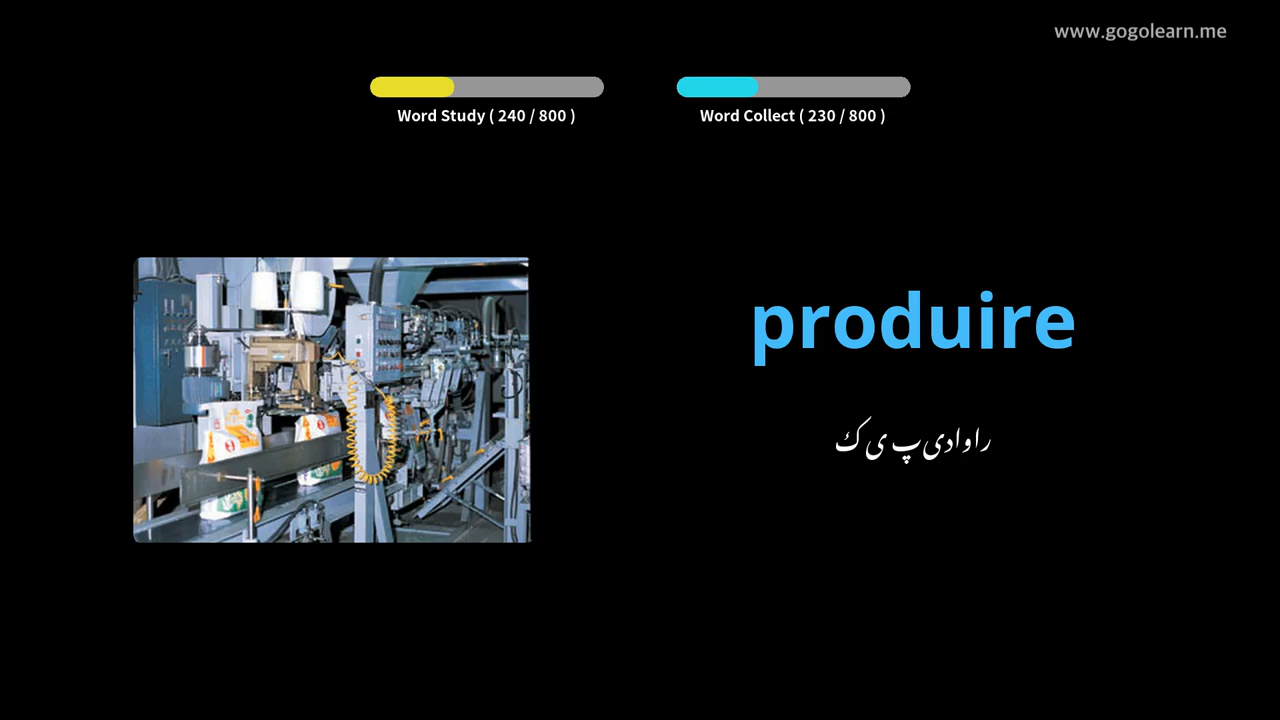 www.gogolearn.me
Word Study ( 240 / 800 )
Word Collect ( 230 / 800 )
produire
راوادی پ ی ک